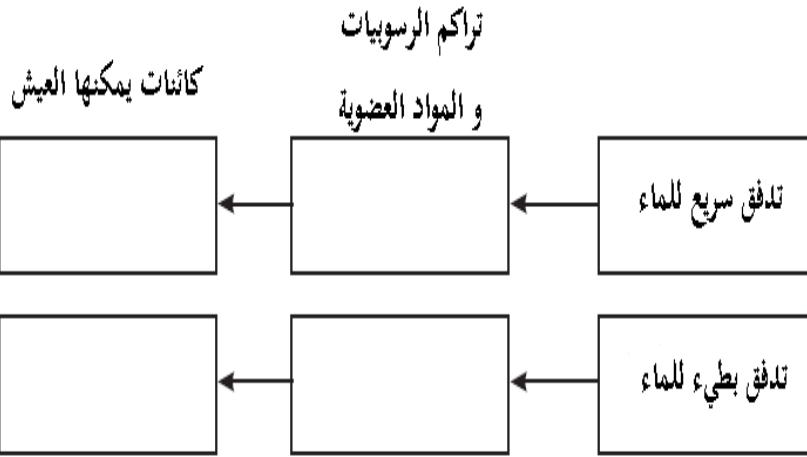 تراكم الرسوبيات
و المواد العضوية
كائنات يمكنها العيش
تدفق سريع للماء
تدفق بطيء للماء